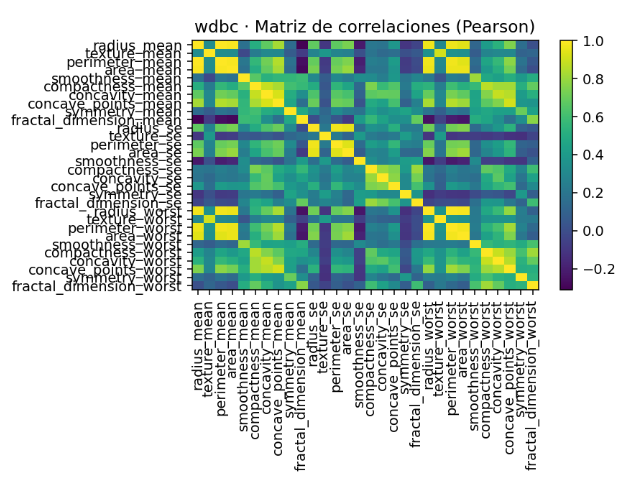 wdbc · Matriz de correlaciones (Pearson)
radius_mean
texture_mean
perimeter_mean
area_mean
smoothness_mean
compactness_mean
concavity_mean
concave_points_mean
symmetry_mean
fractal_dimension_mean
radius_se
texture_se
perimeter_se
area_se
smoothness_se
compactness_se
concavity_se
concave_points_se
symmetry_se
fractal_dimension_se
radius_worst
texture_worst
perimeter_worst
area_worst
smoothness_worst
compactness_worst
concavity_worst
concave_points_worst
symmetry_worst
fractal_dimension_worst
radius_mean
texture_mean
perimeter_mean
area_mean
smoothness_mean
compactness_mean
concavity_mean
concave_points_mean
symmetry_mean
fractal_dimension_mean
radius_se
texture_se
perimeter_se
area_se
smoothness_se
compactness_se
concavity_se
concave_points_se
symmetry_se
fractal_dimension_se
radius_worst
texture_worst
perimeter_worst
area_worst
smoothness_worst
compactness_worst
concavity_worst
concave_points_worst
symmetry_worst
fractal_dimension_worst
1.0
0.8
0.6
0.4
0.2
0.0
−0.2